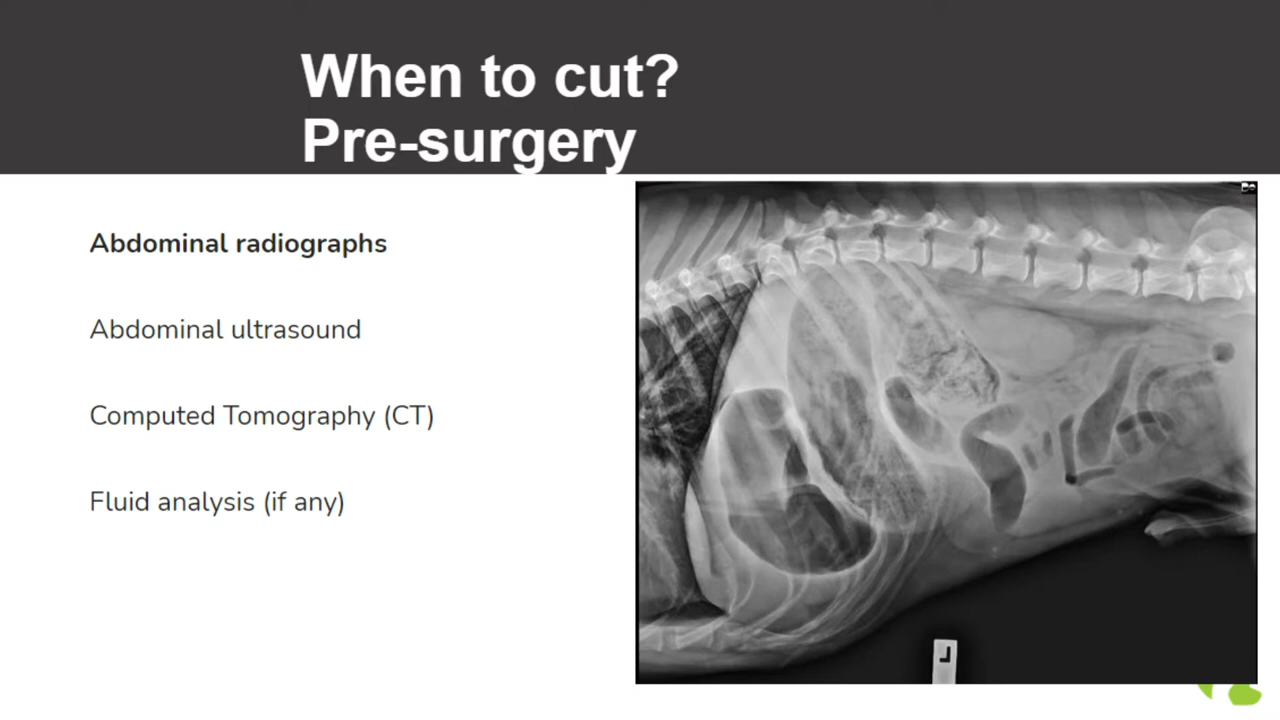 When to cut?
Pre-surgery
Abdominal radiographs
Abdominal ultrasound
Computed Tomography (CT)
Fluid analysis (if any)
L